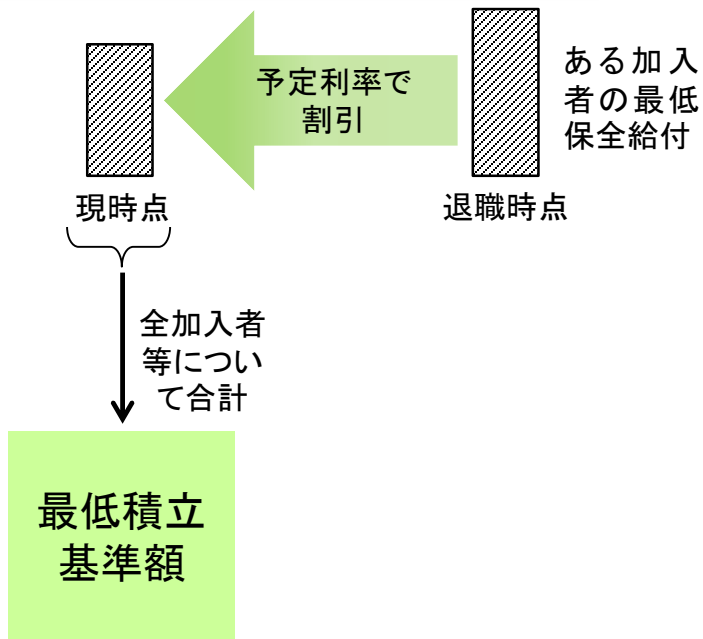 予定利率で
割引
ある加入
者の最低
保全給付
現時点
退職時点
全加入者
等につい
て合計
最低積立
基準額